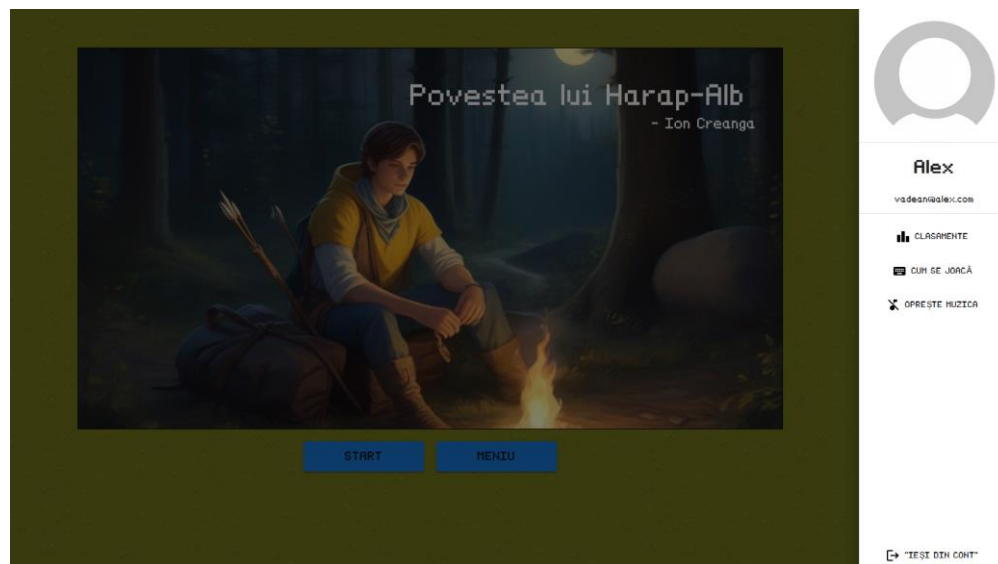 Povestea lui Harap-Alb
- Ion Creanga
START
MENIU
Alex
vadean@alex.com
CLASAMENTE
CUM SE JOACĂ
OPREȘTE MUZICA
"IEȘI DIN CONT"